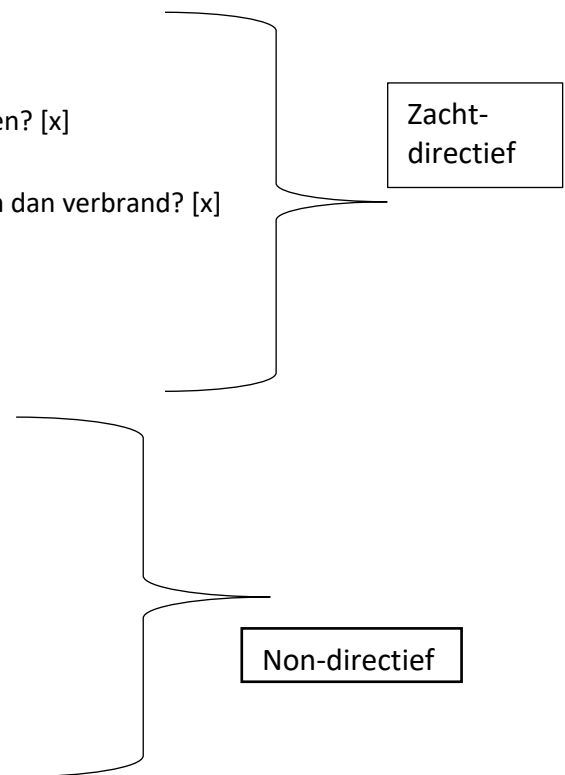 en? [x]
Zacht-
directief
n dan verbrand? [x]
Non-directief